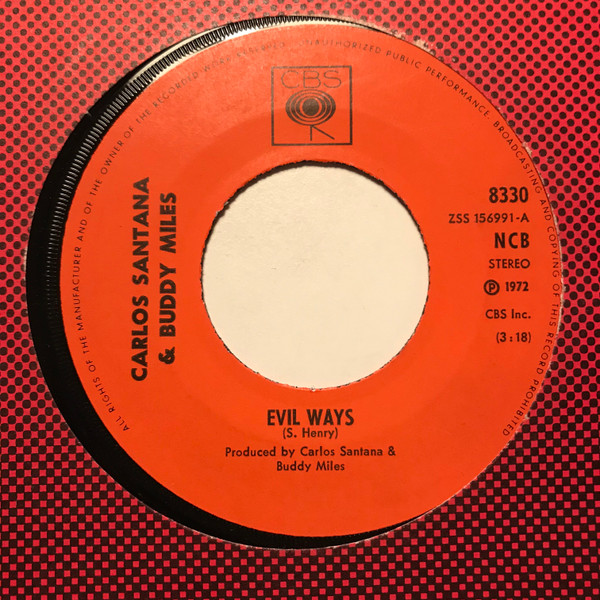 ALL RIGHTS OF THE MANUFACTURER AND OF THE OWNER OF THE RECORDED WORK RESERVED. UNAUTHORIZED PUBLIC PERFORMANCE, BROADCASTING AND COPYING OF THIS RECORD PROHIBITED
CBS
CARLOS SANTANA
& BUDDY MILES
8330
ZSS 156991-A
NCB
STEREO
Ⓟ 1972
CBS Inc.
(3:18)
EVIL WAYS
(S. Henry)
Produced by Carlos Santana &
Buddy Miles